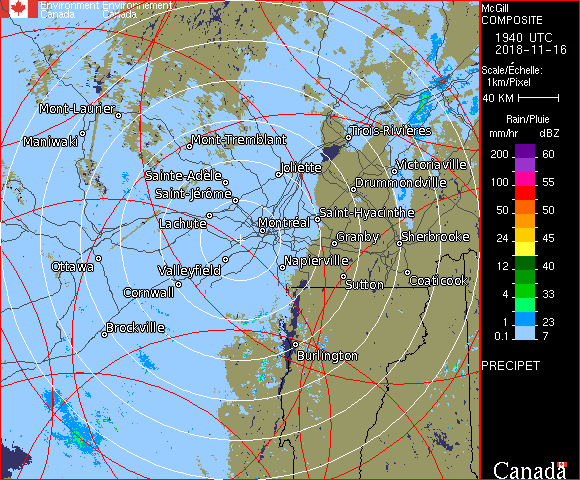 Environment Environnement
Canada Canada
McGill
COMPOSITE
1940 UTC
2018-11-16
Scale/Échelle:
1km/Pixel
40 KM
Rain/Pluie
mm/hr dBZ
200 60
100 55
50 50
24 45
12 40
4 33
1 23
0.1 7
PRECIPET
Canada
Mont-Laurier
Maniwaki
Mont-Tremblant
Trois-Rivières
Joliette
Victoriaville
Sainte-Adèle
Drummondville
Saint-Jérôme
Saint-Hyacinthe
Lachute
Montréal
Granby
Sherbrooke
Ottawa
Valleyfield
Napierville
Cornwall
Sutton
Coaticook
Brockville
Burlington